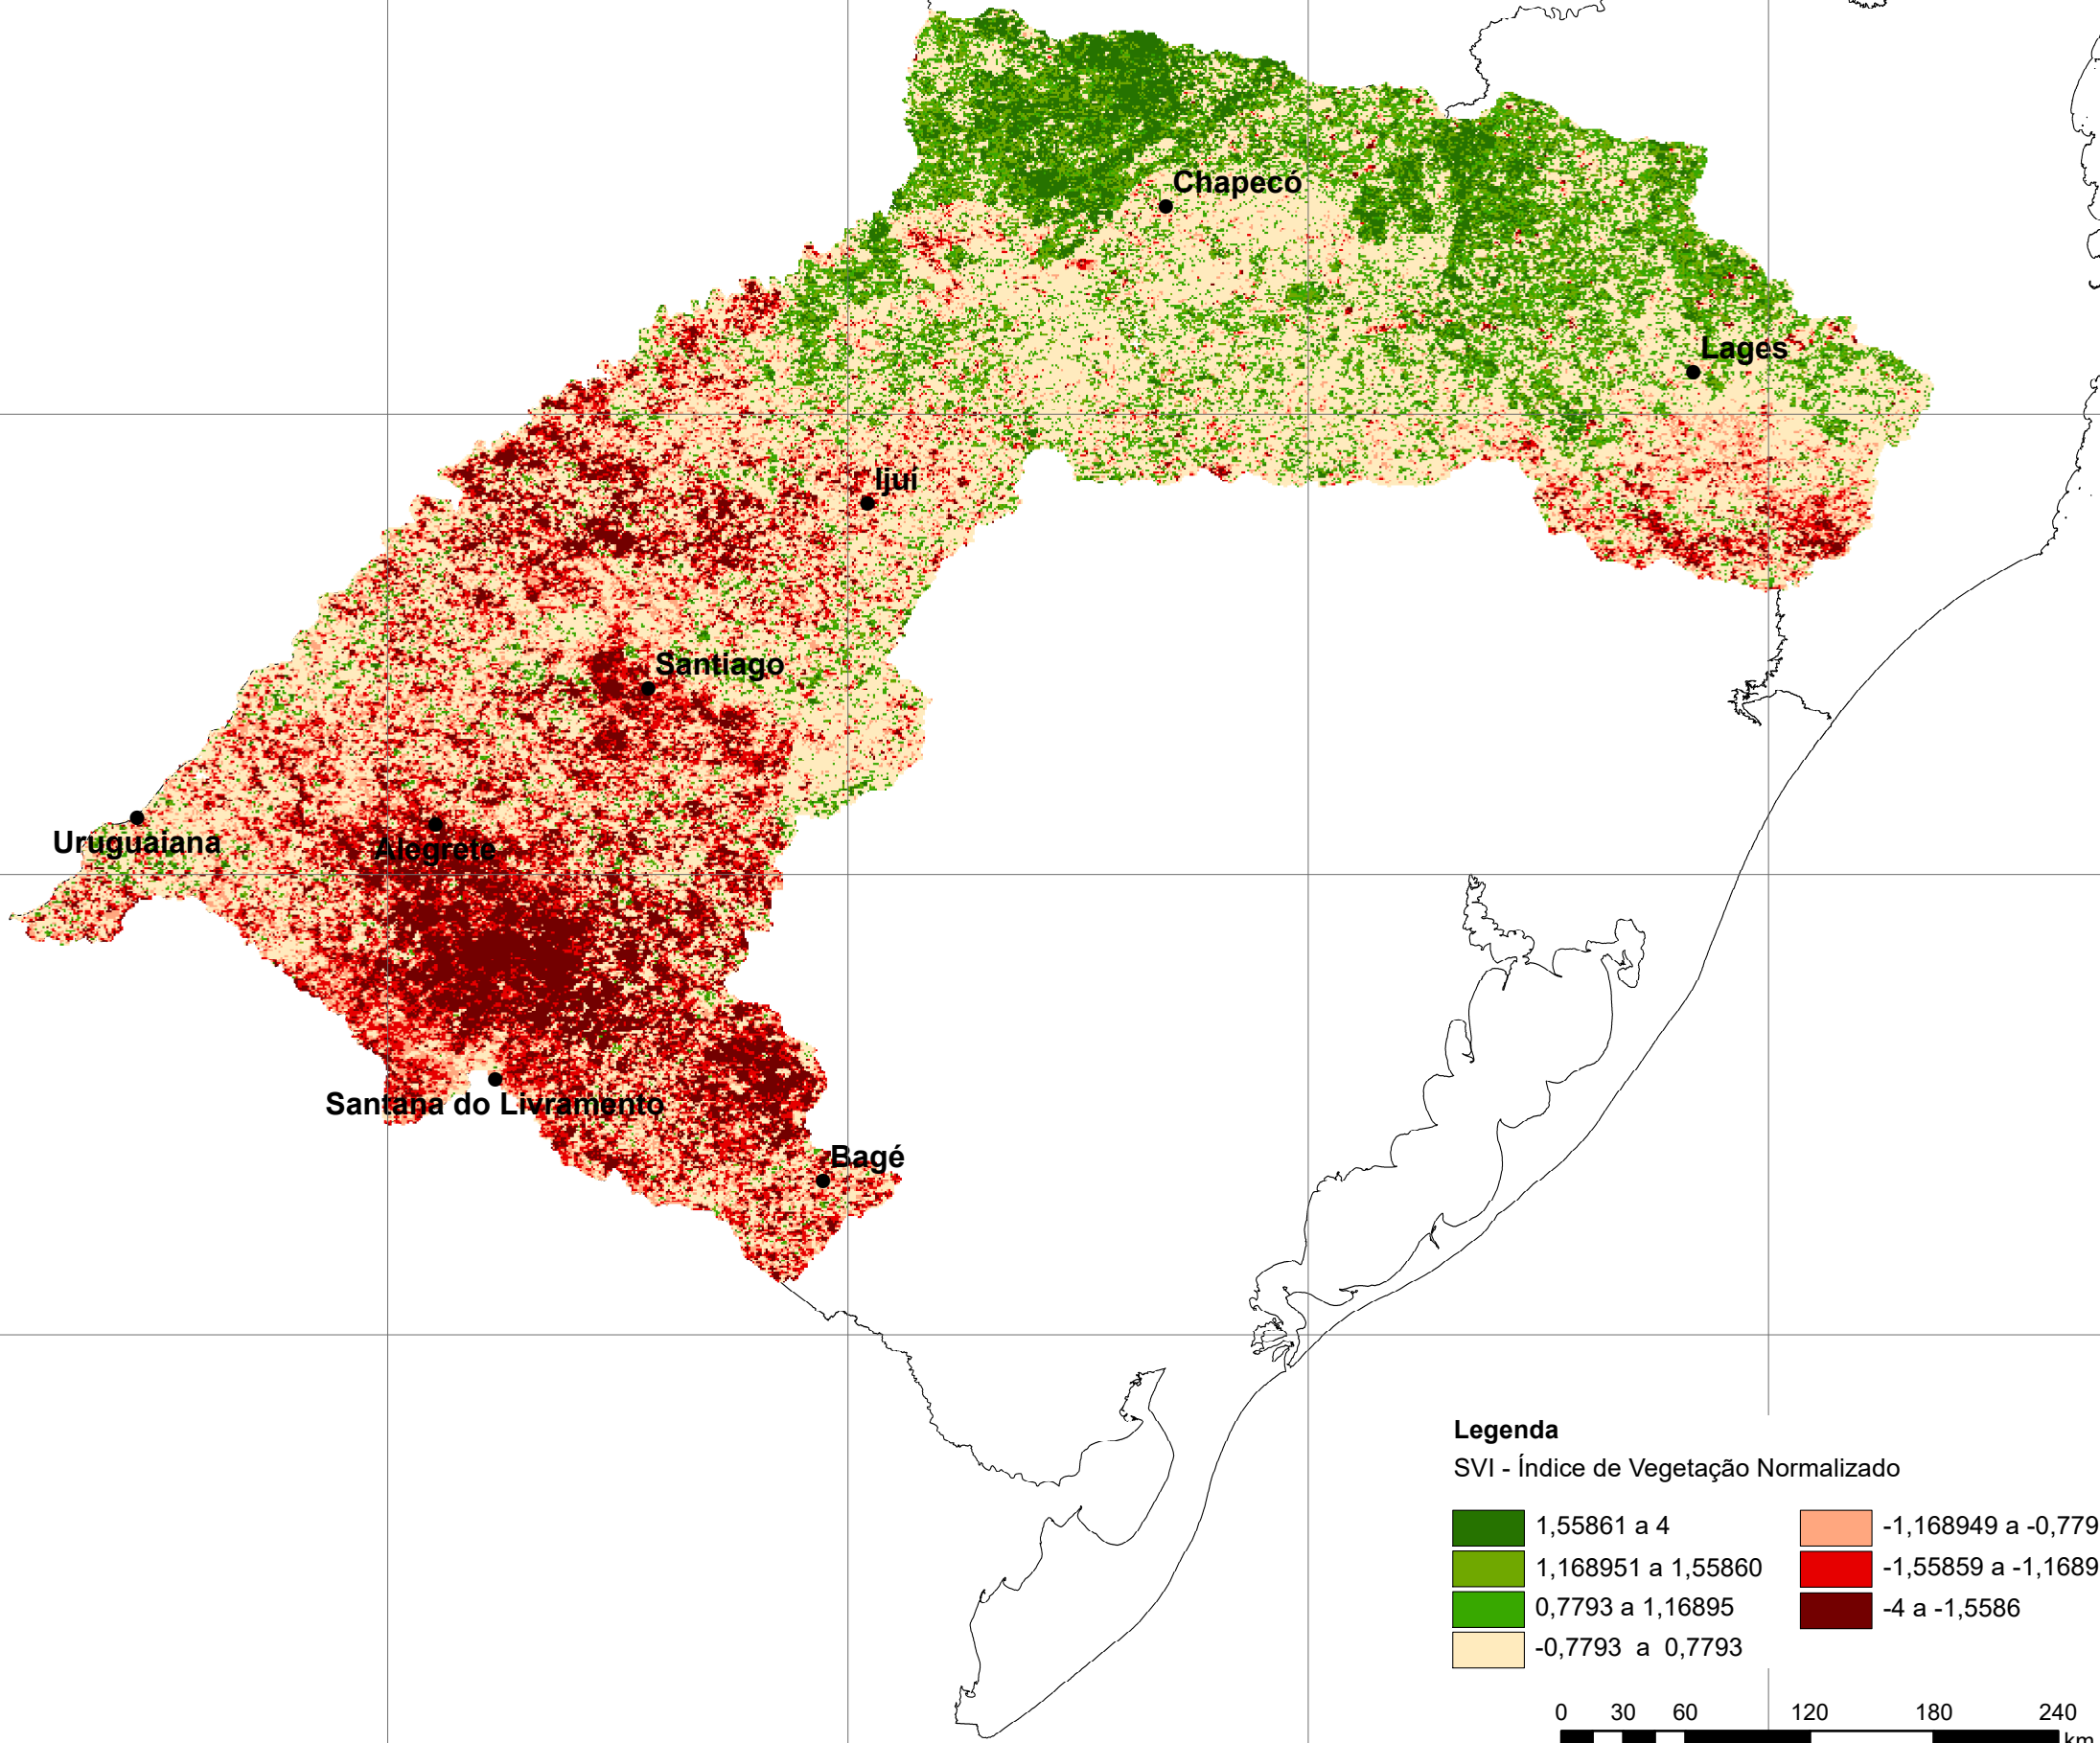 Chapecó
Lages
Ijuí
Santiago
Uruguaiana
Alegrete
Santana do Livramento
Bagé
Legenda
SVI - Índice de Vegetação Normalizado
1,55861 a 4
1,168951 a 1,55860
0,7793 a 1,16895
-0,7793 a 0,7793
-1,168949 a -0,779
-1,55859 a -1,1689
-4 a -1,5586
0 30 60 120 180 240
km